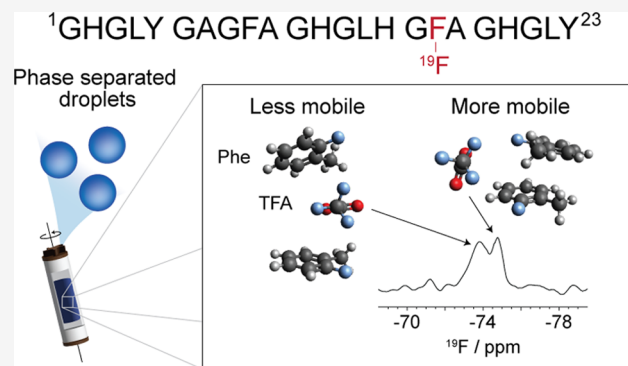 1GHGLY GAGFA GHGLH GFA GHGLY23
19F
Phase separated
droplets
Less mobile
More mobile
Phe
TFA
-70
-74
-78
19F / ppm